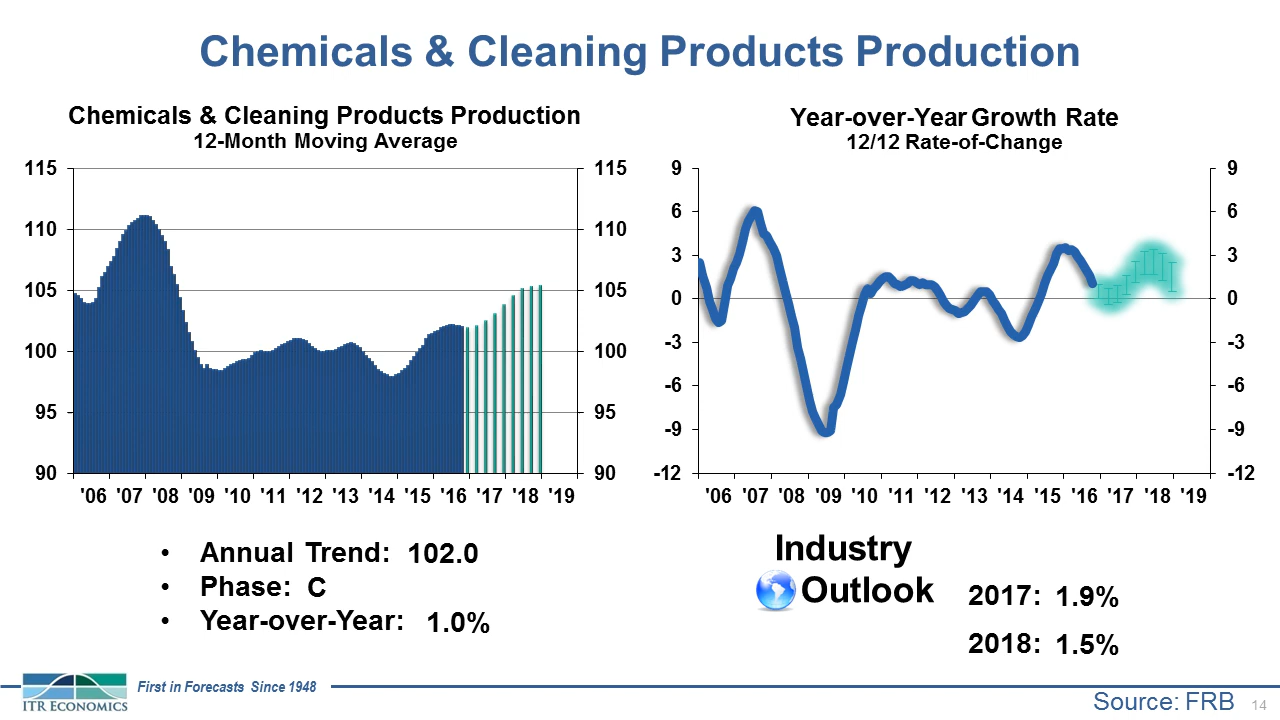 Chemicals & Cleaning Products Production
Chemicals & Cleaning Products Production
12-Month Moving Average
115
110
105
100
95
90
115
110
105
100
95
90
'06 '07 '08 '09 '10 '11 '12 '13 '14 '15 '16 '17 '18 '19
Year-over-Year Growth Rate
12/12 Rate-of-Change
9
6
3
0
-3
-6
-9
-12
9
6
3
0
-3
-6
-9
-12
'06 '07 '08 '09 '10 '11 '12 '13 '14 '15 '16 '17 '18 '19
• Annual Trend: 102.0
• Phase: C
• Year-over-Year: 1.0%
Industry
Outlook
2017: 1.9%
2018: 1.5%
ITR ECONOMICS
First in Forecasts Since 1948
Source: FRB
14